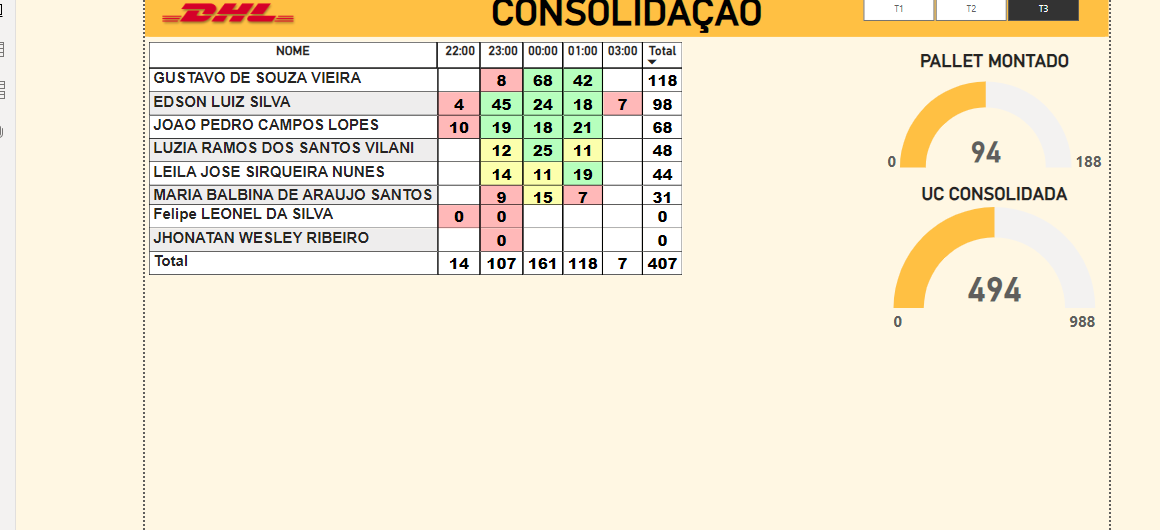 DHL
CONSOLIDAÇÃO
T1 T2 T3
NOME 22:00 23:00 00:00 01:00 03:00 Total
GUSTAVO DE SOUZA VIEIRA 8 68 42 118
EDSON LUIZ SILVA 4 45 24 18 7 98
JOAO PEDRO CAMPOS LOPES 10 19 18 21 68
LUZIA RAMOS DOS SANTOS VILANI 12 25 11 48
LEILA JOSE SIRQUEIRA NUNES 14 11 19 44
MARIA BALBINA DE ARAUJO SANTOS 9 15 7 31
Felipe LEONEL DA SILVA 0 0 0
JHONATAN WESLEY RIBEIRO 0 0
Total 14 107 161 118 7 407
PALLET MONTADO
94
0 188
UC CONSOLIDADA
494
0 988